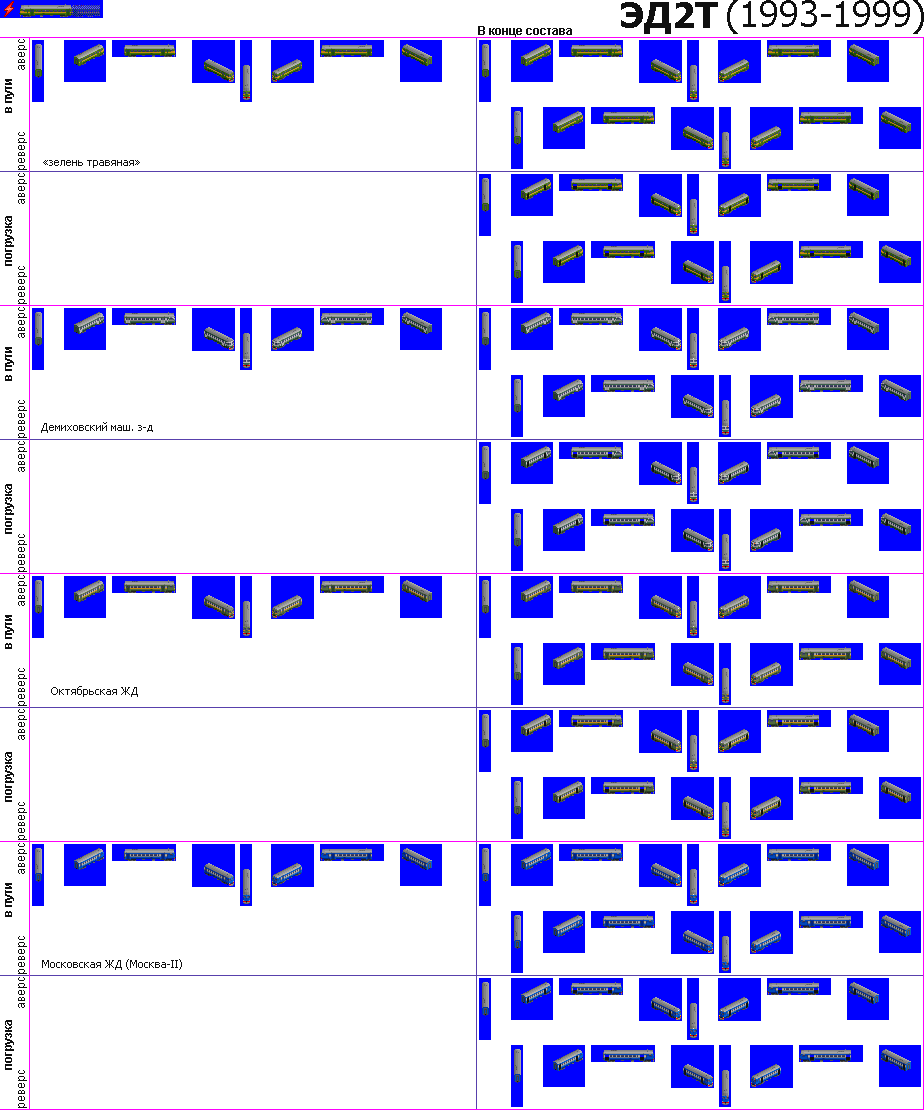 ЭД2Т (1993-1999)
В конце состава
аверс
в пути
реверс
«зелень травяная»
аверс
погрузка
реверс
аверс
в пути
реверс
Демиховский маш. з-д
аверс
погрузка
реверс
аверс
в пути
реверс
Октябрьская ЖД
аверс
погрузка
реверс
аверс
в пути
реверс
Московская ЖД (Москва-II)
аверс
погрузка
реверс